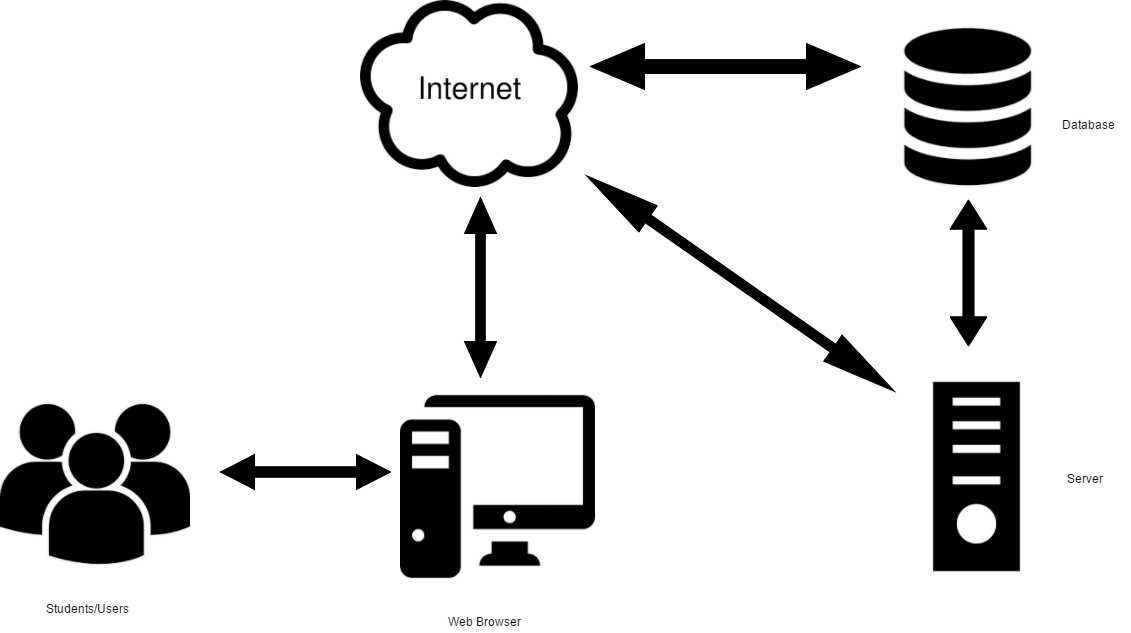 Internet
Database
Server
Students/Users
Web Browser